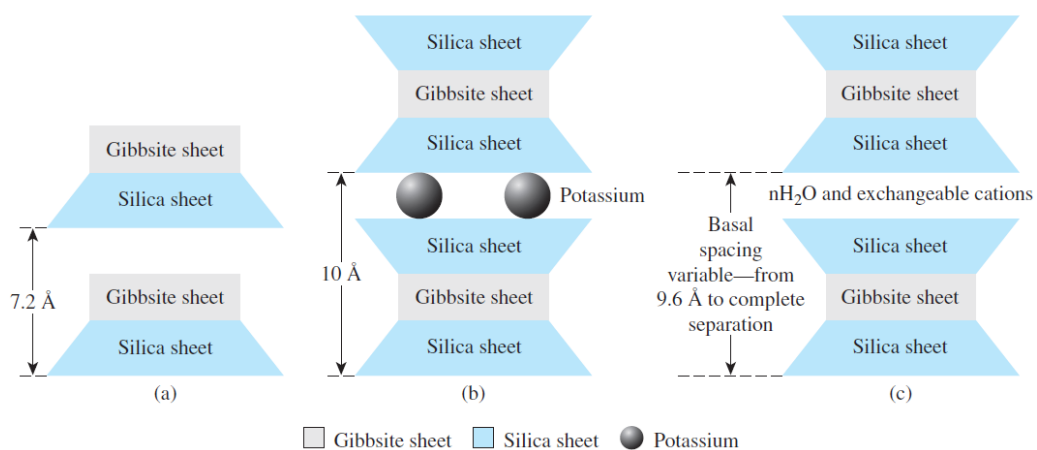 Gibbsite sheet
Silica sheet
7.2 Å
Gibbsite sheet
Silica sheet
(a)
Silica sheet
Gibbsite sheet
Silica sheet
Potassium
10 Å
Silica sheet
Gibbsite sheet
Silica sheet
(b)
Silica sheet
Gibbsite sheet
Silica sheet
nH₂O and exchangeable cations
Basal
spacing
variable—from
9.6 Å to complete
separation
Silica sheet
Gibbsite sheet
Silica sheet
(c)
Gibbsite sheet Silica sheet Potassium